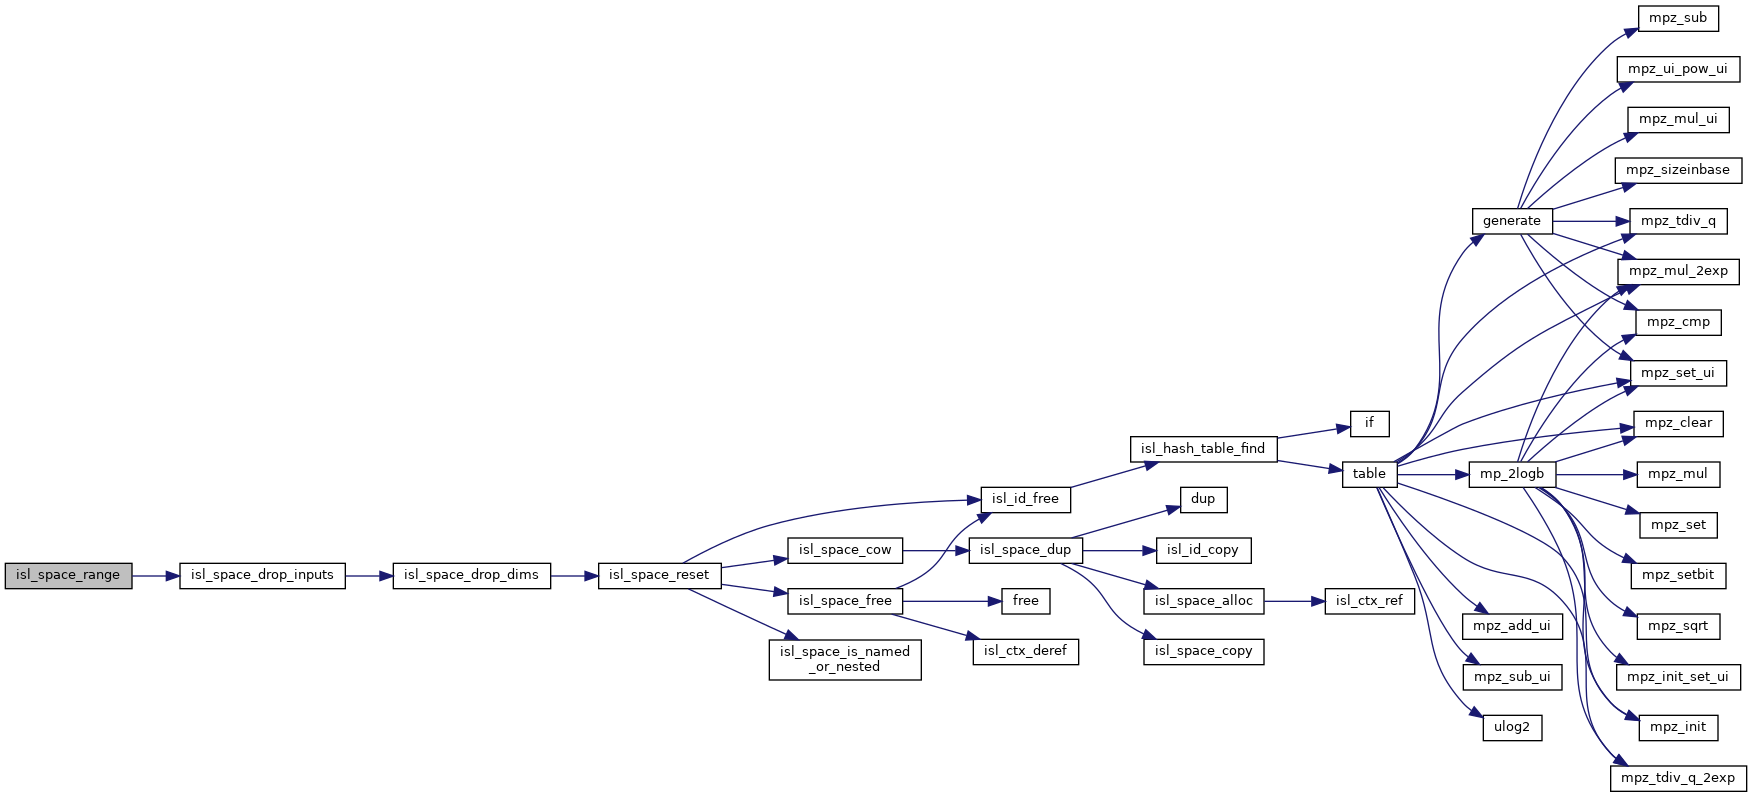 mpz_sub
mpz_ui_pow_ui
mpz_mul_ui
mpz_sizeinbase
generate
mpz_tdiv_q
mpz_mul_2exp
mpz_cmp
mpz_set_ui
if
mpz_clear
isl_hash_table_find
table
mp_2logb
mpz_mul
isl_id_free
dup
mpz_set
isl_space_cow
isl_space_dup
isl_id_copy
isl_space_range
isl_space_drop_inputs
isl_space_drop_dims
isl_space_reset
mpz_setbit
isl_space_free
free
isl_space_alloc
isl_ctx_ref
mpz_add_ui
mpz_sqrt
isl_space_is_named
_or_nested
isl_ctx_deref
isl_space_copy
mpz_sub_ui
mpz_init_set_ui
ulog2
mpz_init
mpz_tdiv_q_2exp